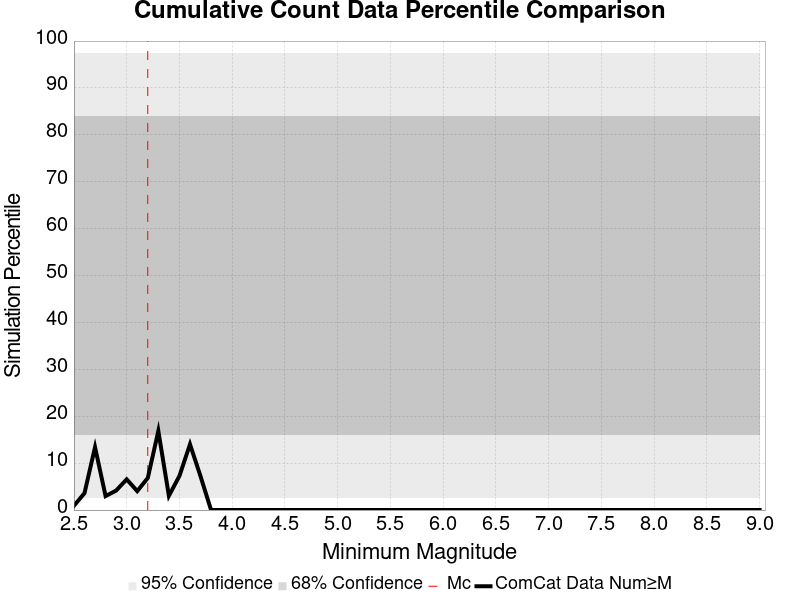 Cumulative Count Data Percentile Comparison
100
90
80
70
60
50
40
30
20
10
0
Simulation Percentile
2.5 3.0 3.5 4.0 4.5 5.0 5.5 6.0 6.5 7.0 7.5 8.0 8.5 9.0
Minimum Magnitude
95% Confidence 68% Confidence Mc ComCat Data Num≥M